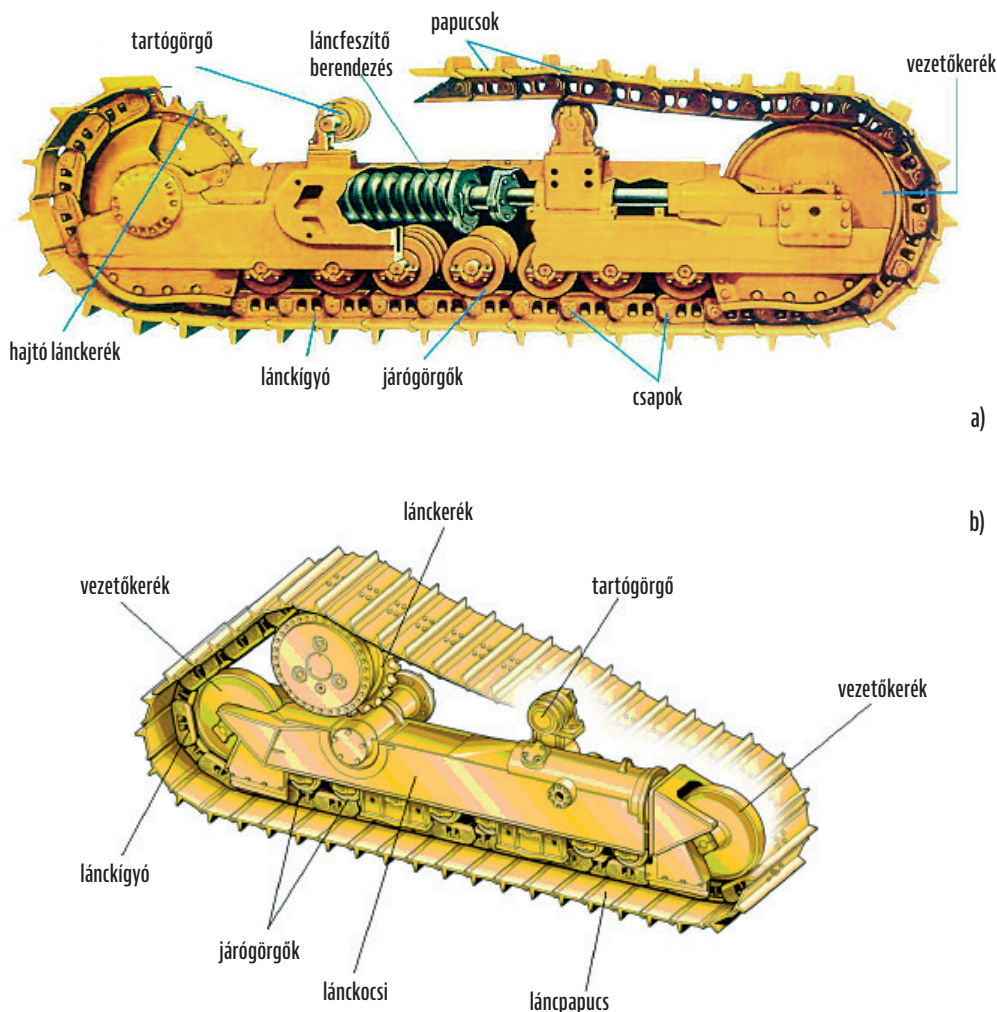 tartógörgő
láncfeszítő
berendezés
papucsok
vezetőkerék
hajtó lánckerék
lánckígyó
járógörgők
csapok
a)
b)
lánckerék
vezetőkerék
tartógörgő
vezetőkerék
lánckígyó
járógörgők
lánckocsi
láncpapucs